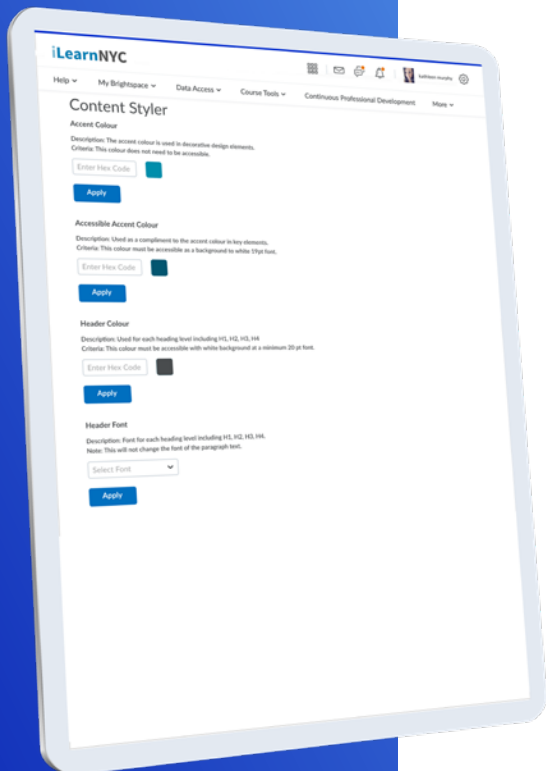 iLearnNYC
kathleen murphy
Help My Brightspace Data Access Course Tools Continuous Professional Development More
Content Styler
Accent Colour
Description: The accent colour is used in decorative design elements.
Criteria: This colour does not need to be accessible.
Enter Hex Code
Apply
Accessible Accent Colour
Description: Used as a compliment to the accent colour in key elements.
Criteria: This colour must be accessible as a background to white 19pt font.
Enter Hex Code
Apply
Header Colour
Description: Used for each heading level including H1, H2, H3, H4
Criteria: This colour must be accessible with white background at a minimum 20 pt font.
Enter Hex Code
Apply
Header Font
Description: Font for each heading level including H1, H2, H3, H4.
Note: This will not change the font of the paragraph text.
Select Font
Apply